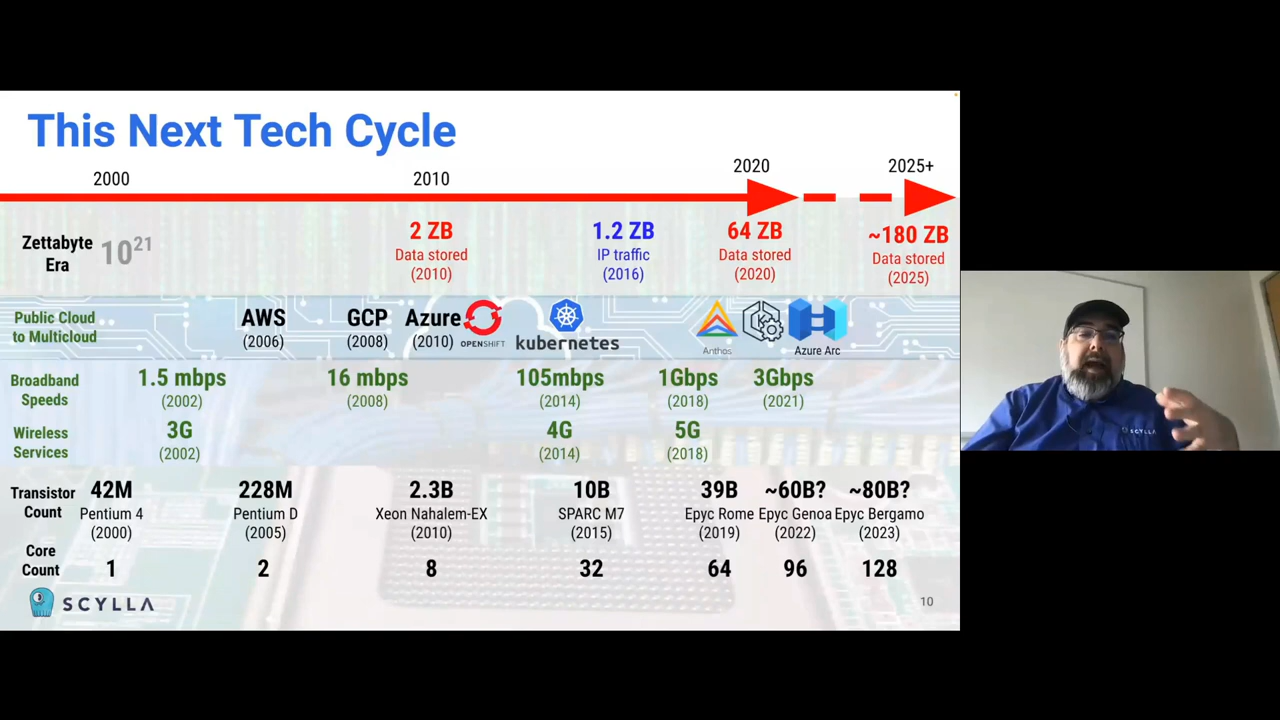 This Next Tech Cycle
2000
2010
2020
2025+
Zettabyte
Era
10²¹
2 ZB
Data stored
(2010)
1.2 ZB
IP traffic
(2016)
64 ZB
Data stored
(2020)
~180 ZB
Data stored
(2025)
Public Cloud
to Multicloud
AWS
(2006)
GCP
(2008)
Azure
(2010)
OPENSHIFT
kubernetes
Anthos
Azure Arc
Broadband
Speeds
1.5 mbps
(2002)
16 mbps
(2008)
105mbps
(2014)
1Gbps
(2018)
3Gbps
(2021)
Wireless
Services
3G
(2002)
4G
(2014)
5G
(2018)
Transistor
Count
42M
Pentium 4
(2000)
228M
Pentium D
(2005)
2.3B
Xeon Nahalem-EX
(2010)
10B
SPARC M7
(2015)
39B
Epyc Rome
(2019)
~60B?
Epyc Genoa
(2022)
~80B?
Epyc Bergamo
(2023)
Core
Count
1
2
8
32
64
96
128
SCYLLA
10
SCYLLA